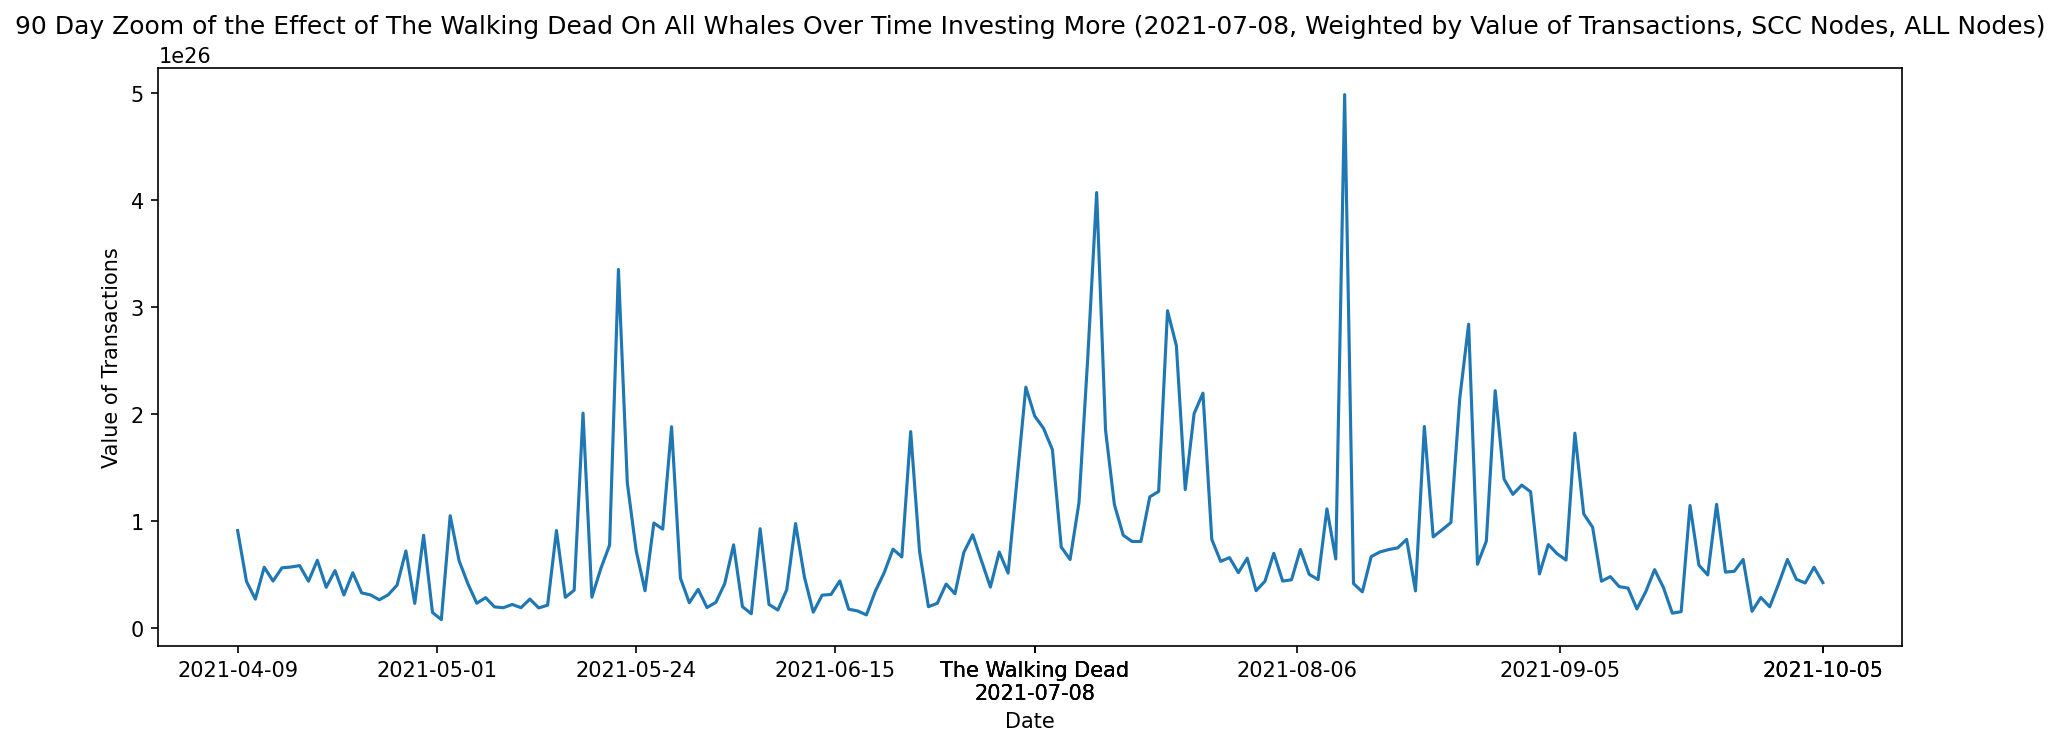 90 Day Zoom of the Effect of The Walking Dead On All Whales Over Time Investing More (2021-07-08, Weighted by Value of Transactions, SCC Nodes, ALL Nodes)
1e26
5
4
3
2
1
0
Value of Transactions
2021-04-09
2021-05-01
2021-05-24
2021-06-15
The Walking Dead
2021-07-08
2021-08-06
2021-09-05
2021-10-05
Date